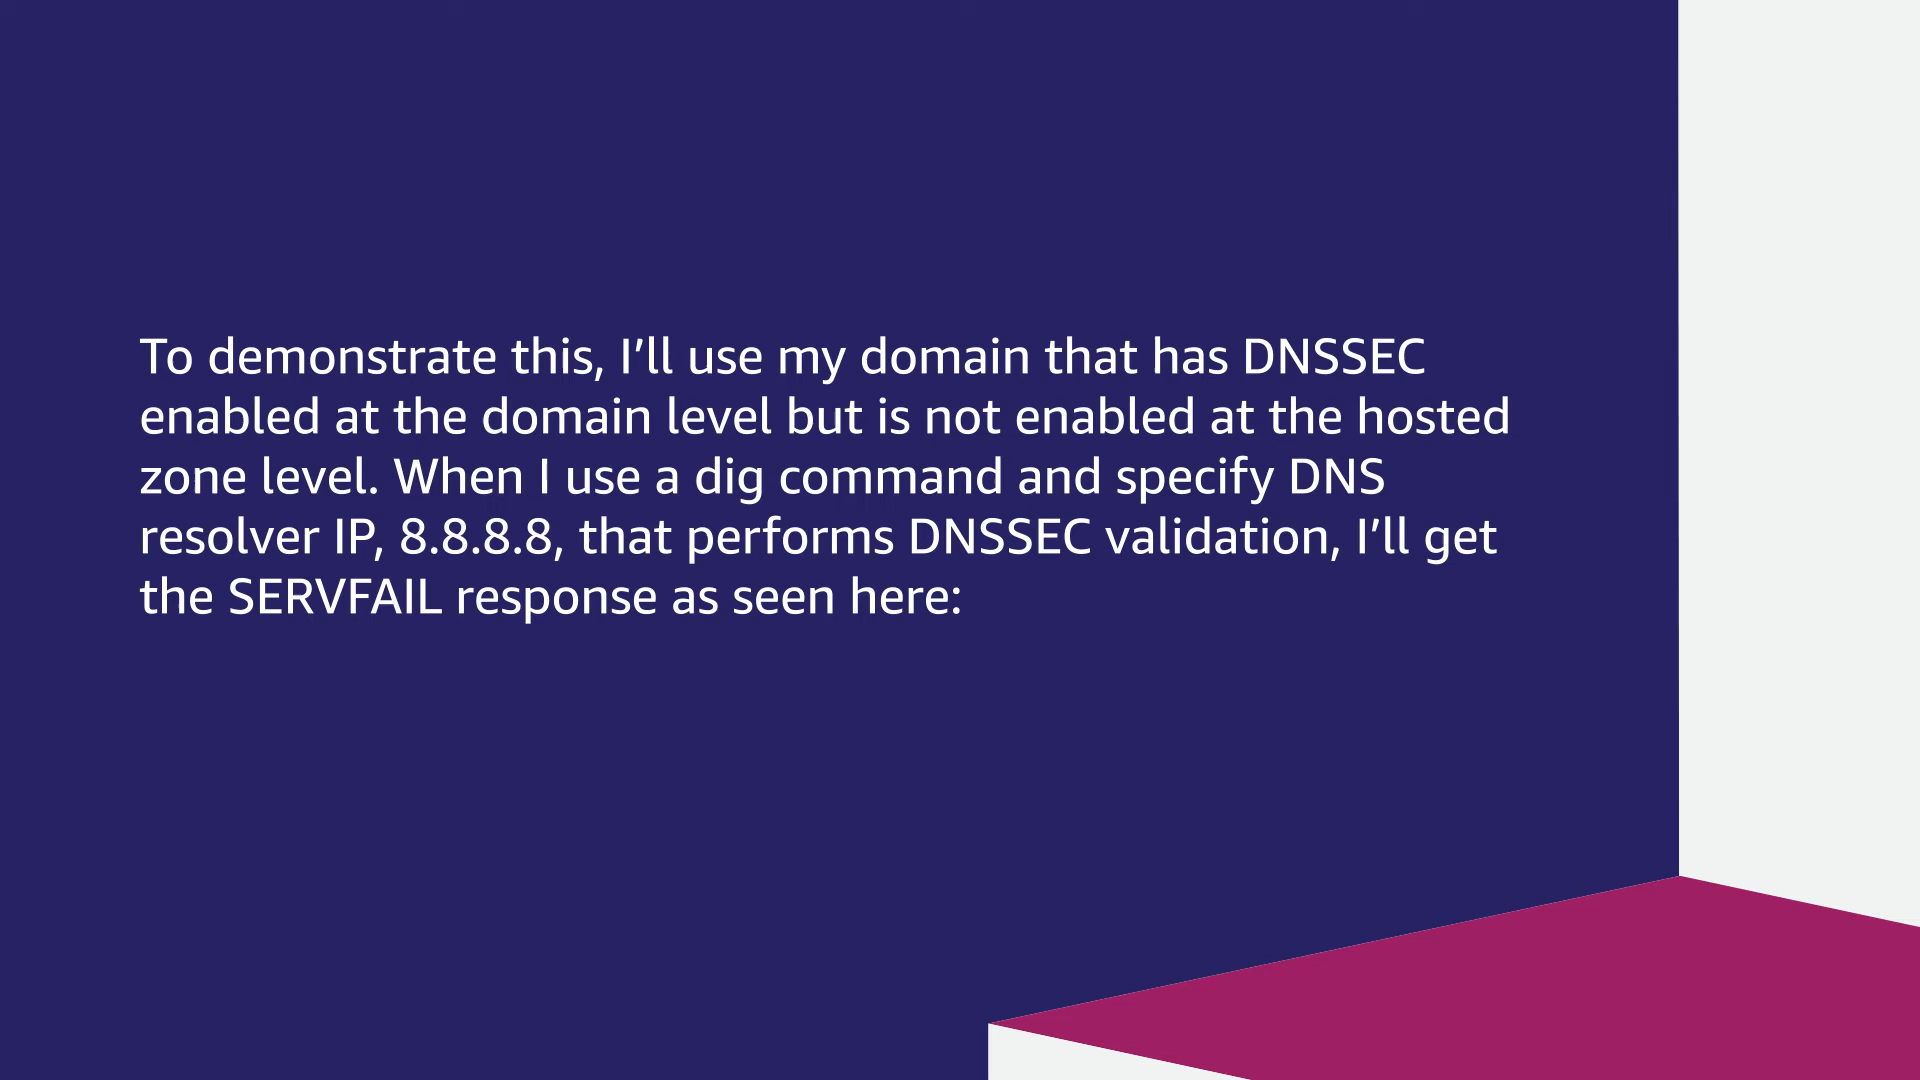 To demonstrate this, I’ll use my domain that has DNSSEC
enabled at the domain level but is not enabled at the hosted
zone level. When I use a dig command and specify DNS
resolver IP, 8.8.8.8, that performs DNSSEC validation, I’ll get
the SERVFAIL response as seen here: